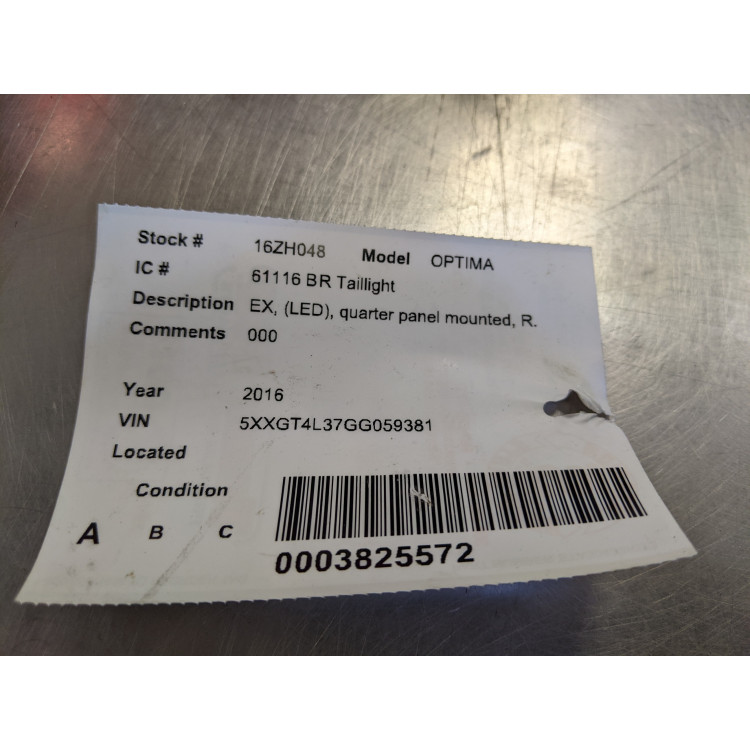 Stock # 16ZH048 Model OPTIMA
IC # 61116 BR Taillight
Description EX, (LED), quarter panel mounted, R.
Comments 000
Year 2016
VIN 5XXGT4L37GG059381
Located
Condition
A B C
0003825572